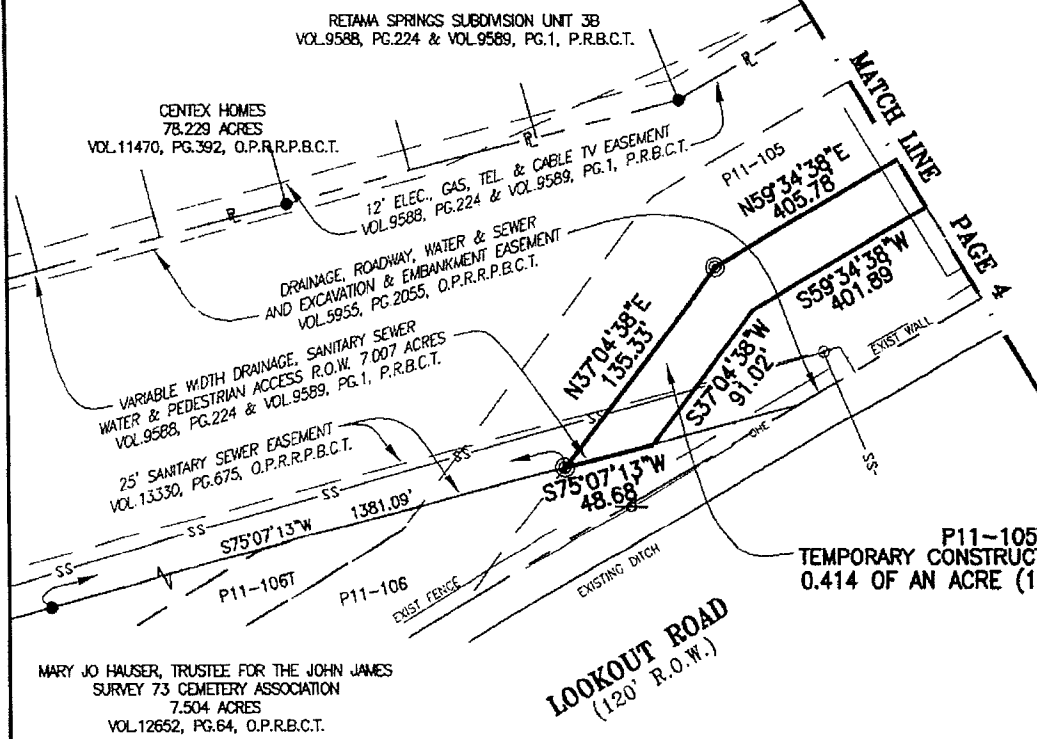 RETAMA SPRINGS SUBDIVISION UNIT 3B
VOL.9588, PG.224 & VOL.9589, PG.1, P.R.B.C.T.
CENTEX HOMES
78.229 ACRES
VOL.11470, PG.392, O.P.R.R.P.B.C.T.
12' ELEC., GAS, TEL. & CABLE TV EASEMENT
VOL.9588, PG.224 & VOL.9589, PG.1, P.R.B.C.T.
MATCH LINE PAGE 4
P11-105
N59°34'38"E
405.78'
DRAINAGE, ROADWAY, WATER & SEWER
AND EXCAVATION & EMBANKMENT EASEMENT
VOL.5955, PG.2055, O.P.R.R.P.B.C.T.
S59°34'38"W
401.89'
N37°04'38"E
135.33'
S37°04'38"W
91.02'
EXIST WALL
VARIABLE WIDTH DRAINAGE, SANITARY SEWER
WATER & PEDESTRIAN ACCESS R.O.W. 7.007 ACRES
VOL.9588, PG.224 & VOL.9589, PG.1, P.R.B.C.T.
25' SANITARY SEWER EASEMENT
VOL.13330, PG.675, O.P.R.R.P.B.C.T.
SS
SS
SS
SS
SS
SS-
OHE
S75°07'13"W
48.68'
S75°07'13"W 1381.09'
P11-106T
P11-106
EXIST FENCE
EXISTING DITCH
P11-105
TEMPORARY CONSTRUCT
0.414 OF AN ACRE (1
LOOKOUT ROAD
(120' R.O.W.)
MARY JO HAUSER, TRUSTEE FOR THE JOHN JAMES
SURVEY 73 CEMETERY ASSOCIATION
7.504 ACRES
VOL.12652, PG.64, O.P.R.B.C.T.